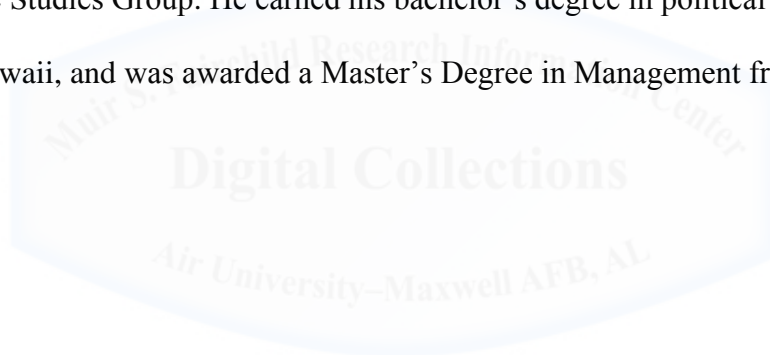 Studies Group. He earned his bachelor’s degree in political
waii, and was awarded a Master’s Degree in Management fr
Muir S. Fairchild Research Information Center
Digital Collections
Air University–Maxwell AFB, AL